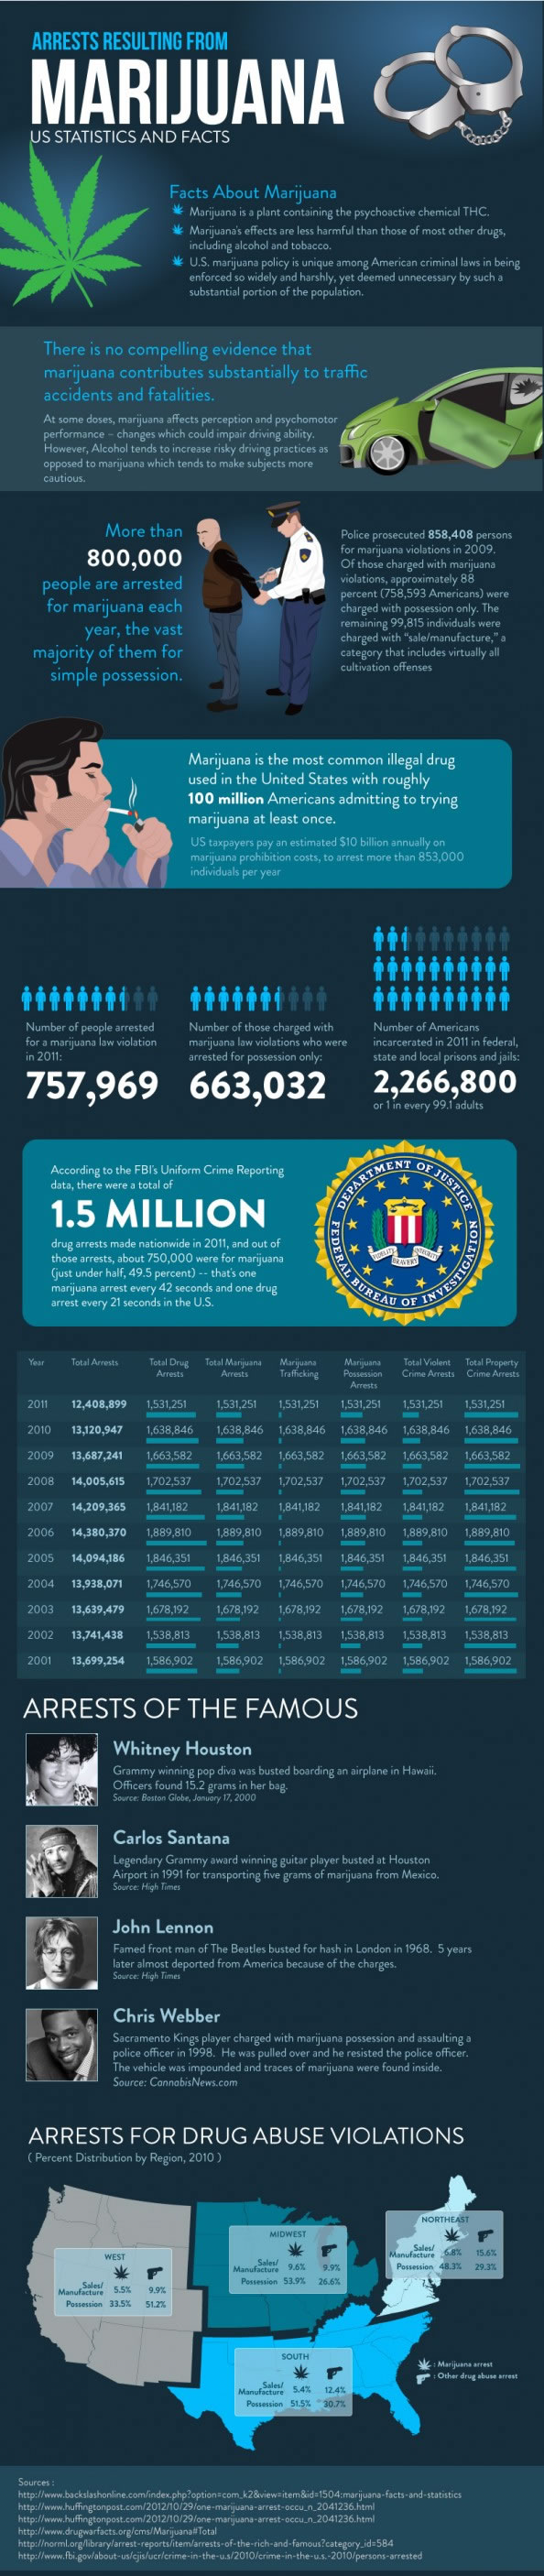 ARRESTS RESULTING FROM
MARIJUANA
US STATISTICS AND FACTS
Facts About Marijuana
Marijuana is a plant containing the psychoactive chemical THC.
Marijuana's effects are less harmful than those of most other drugs,
including alcohol and tobacco.
U.S. marijuana policy is unique among American criminal laws in being
enforced so widely and harshly, yet deemed unnecessary by such a
substantial portion of the population.
There is no compelling evidence that
marijuana contributes substantially to traffic
accidents and fatalities.
At some doses, marijuana affects perception and psychomotor
performance – changes which could impair driving ability.
However, Alcohol tends to increase risky driving practices as
opposed to marijuana which tends to make subjects more
cautious.
More than
800,000
people are arrested
for marijuana each
year, the vast
majority of them for
simple possession.
Police prosecuted 858,408 persons
for marijuana violations in 2009.
Of those charged with marijuana
violations, approximately 88
percent (758,593 Americans) were
charged with possession only. The
remaining 99,815 individuals were
charged with "sale/manufacture," a
category that includes virtually all
cultivation offenses
Marijuana is the most common illegal drug
used in the United States with roughly
100 million Americans admitting to trying
marijuana at least once.
US taxpayers pay an estimated $10 billion annually on
marijuana prohibition costs, to arrest more than 853,000
individuals per year
Number of people arrested
for a marijuana law violation
in 2011:
757,969
Number of those charged with
marijuana law violations who were
arrested for possession only:
663,032
Number of Americans
incarcerated in 2011 in federal,
state and local prisons and jails:
2,266,800
or 1 in every 99.1 adults
According to the FBI's Uniform Crime Reporting
data, there were a total of
1.5 MILLION
drug arrests made nationwide in 2011, and out of
those arrests, about 750,000 were for marijuana
(just under half, 49.5 percent) -- that's one
marijuana arrest every 42 seconds and one drug
arrest every 21 seconds in the U.S.
DEPARTMENT OF JUSTICE
FEDERAL BUREAU OF INVESTIGATION
FIDELITY BRAVERY INTEGRITY
Year Total Arrests Total Drug Arrests Total Marijuana Arrests Marijuana Trafficking Marijuana Possession Arrests Total Violent Crime Arrests Total Property Crime Arrests
2011 12,408,899 1,531,251 1,531,251 1,531,251 1,531,251 1,531,251 1,531,251
2010 13,120,947 1,638,846 1,638,846 1,638,846 1,638,846 1,638,846 1,638,846
2009 13,687,241 1,663,582 1,663,582 1,663,582 1,663,582 1,663,582 1,663,582
2008 14,005,615 1,702,537 1,702,537 1,702,537 1,702,537 1,702,537 1,702,537
2007 14,209,365 1,841,182 1,841,182 1,841,182 1,841,182 1,841,182 1,841,182
2006 14,380,370 1,889,810 1,889,810 1,889,810 1,889,810 1,889,810 1,889,810
2005 14,094,186 1,846,351 1,846,351 1,846,351 1,846,351 1,846,351 1,846,351
2004 13,938,071 1,746,570 1,746,570 1,746,570 1,746,570 1,746,570 1,746,570
2003 13,639,479 1,678,192 1,678,192 1,678,192 1,678,192 1,678,192 1,678,192
2002 13,741,438 1,538,813 1,538,813 1,538,813 1,538,813 1,538,813 1,538,813
2001 13,699,254 1,586,902 1,586,902 1,586,902 1,586,902 1,586,902 1,586,902
ARRESTS OF THE FAMOUS
Whitney Houston
Grammy winning pop diva was busted boarding an airplane in Hawaii.
Officers found 15.2 grams in her bag.
Source: Boston Globe, January 17, 2000
Carlos Santana
Legendary Grammy award winning guitar player busted at Houston
Airport in 1991 for transporting five grams of marijuana from Mexico.
Source: High Times
John Lennon
Famed front man of The Beatles busted for hash in London in 1968. 5 years
later almost deported from America because of the charges.
Source: High Times
Chris Webber
Sacramento Kings player charged with marijuana possession and assaulting a
police officer in 1998. He was pulled over and he resisted the police officer.
The vehicle was impounded and traces of marijuana were found inside.
Source: CannabisNews.com
ARRESTS FOR DRUG ABUSE VIOLATIONS
( Percent Distribution by Region, 2010 )
NORTHEAST
Sales/
Manufacture 6.8% 15.6%
Possession 48.3% 29.3%
MIDWEST
Sales/
Manufacture 9.6% 9.9%
Possession 53.9% 26.6%
WEST
Sales/
Manufacture 5.5% 9.9%
Possession 33.5% 51.2%
SOUTH
Sales/
Manufacture 5.4% 12.4%
Possession 51.5% 30.7%
: Marijuana arrest
: Other drug abuse arrest
Sources :
http://www.backslashonline.com/index.php?option=com_k2&view=item&id=1504:marijuana-facts-and-statistics
http://www.huffingtonpost.com/2012/10/29/one-marijuana-arrest-occu_n_2041236.html
http://www.huffingtonpost.com/2012/10/29/one-marijuana-arrest-occu_n_2041236.html
http://www.drugwarfacts.org/cms/Marijuana#Total
http://norml.org/library/arrest-reports/item/arrests-of-the-rich-and-famous?category_id=584
http://www.fbi.gov/about-us/cjis/ucr/crime-in-the-u.s/2010/crime-in-the-u.s.-2010/persons-arrested